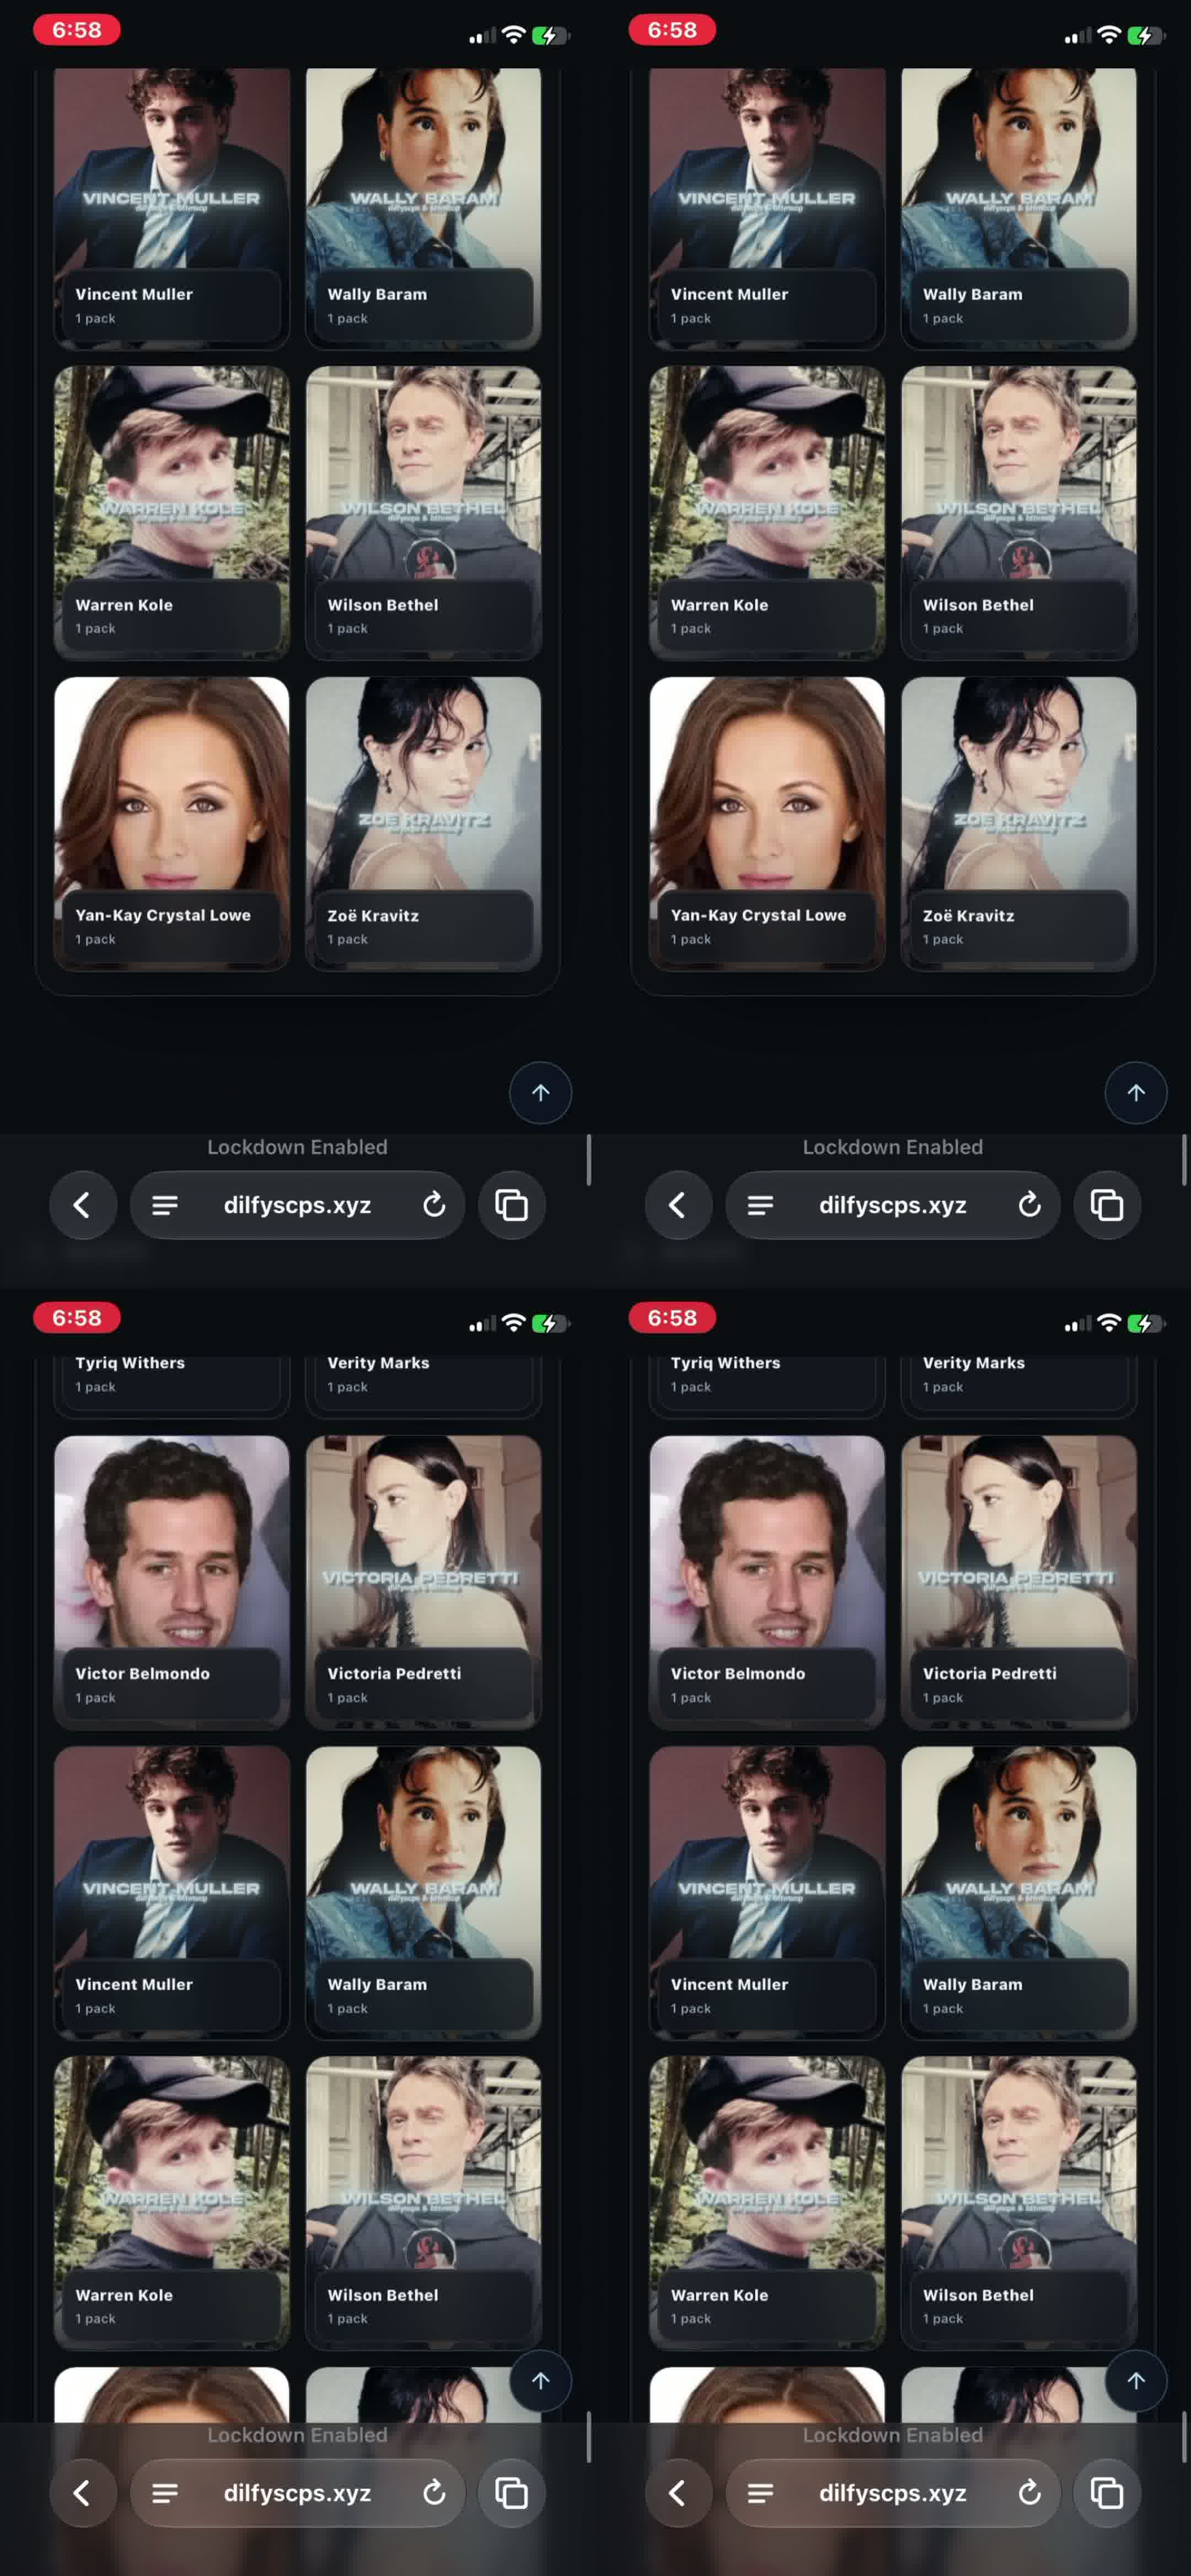 6:58
VINCENT MULLER
WALLY BARAM
Vincent Muller
Wally Baram
1 pack
1 pack
WARREN KOLE
WILSON BETHEL
Warren Kole
Wilson Bethel
1 pack
1 pack
ZOE KRAVITZ
Yan-Kay Crystal Lowe
Zoë Kravitz
1 pack
1 pack
Lockdown Enabled
dilfyscps.xyz
6:58
VINCENT MULLER
WALLY BARAM
Vincent Muller
Wally Baram
1 pack
1 pack
WARREN KOLE
WILSON BETHEL
Warren Kole
Wilson Bethel
1 pack
1 pack
ZOE KRAVITZ
Yan-Kay Crystal Lowe
Zoë Kravitz
1 pack
1 pack
Lockdown Enabled
dilfyscps.xyz
6:58
Tyriq Withers
Verity Marks
1 pack
1 pack
VICTORIA PEDRETTI
Victor Belmondo
Victoria Pedretti
1 pack
1 pack
VINCENT MULLER
WALLY BARAM
Vincent Muller
Wally Baram
1 pack
1 pack
WARREN KOLE
WILSON BETHEL
Warren Kole
Wilson Bethel
1 pack
1 pack
Lockdown Enabled
dilfyscps.xyz
6:58
Tyriq Withers
Verity Marks
1 pack
1 pack
VICTORIA PEDRETTI
Victor Belmondo
Victoria Pedretti
1 pack
1 pack
VINCENT MULLER
WALLY BARAM
Vincent Muller
Wally Baram
1 pack
1 pack
WARREN KOLE
WILSON BETHEL
Warren Kole
Wilson Bethel
1 pack
1 pack
Lockdown Enabled
dilfyscps.xyz